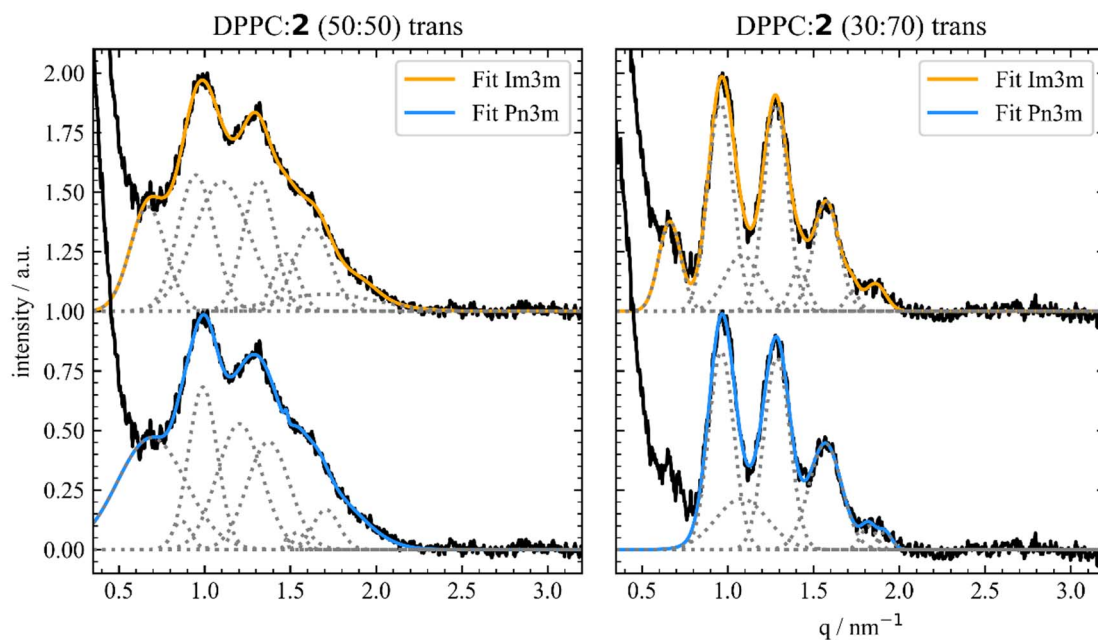 DPPC:2 (50:50) trans
DPPC:2 (30:70) trans
Fit Im3m
Fit Pn3m
Fit Im3m
Fit Pn3m
intensity / a.u.
2.00
1.75
1.50
1.25
1.00
0.75
0.50
0.25
0.00
0.5 1.0 1.5 2.0 2.5 3.0
0.5 1.0 1.5 2.0 2.5 3.0
q / nm⁻¹